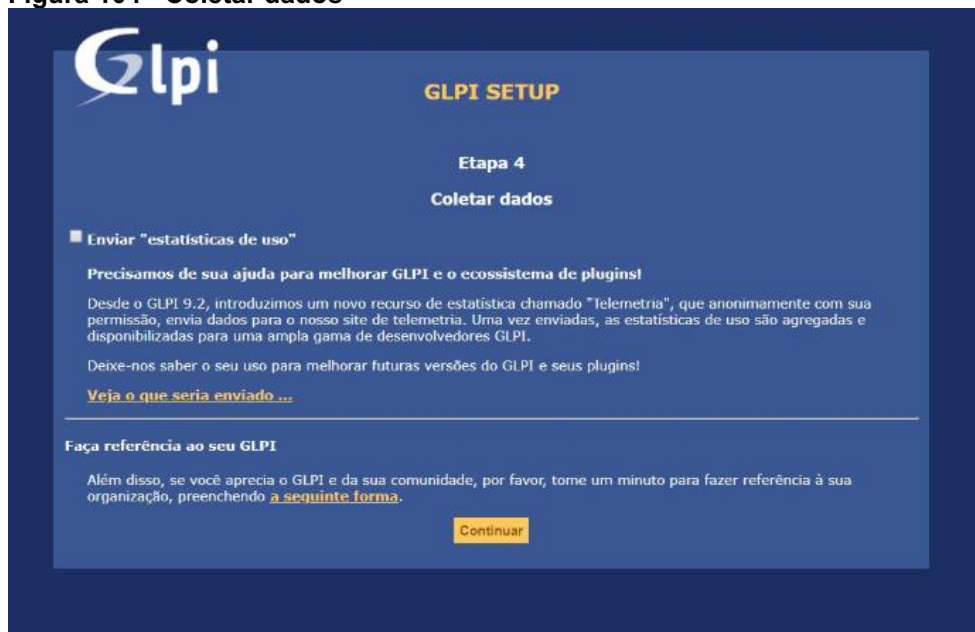 Glpi
GLPI SETUP
Etapa 4
Coletar dados
Enviar "estatísticas de uso"
Precisamos de sua ajuda para melhorar GLPI e o ecossistema de plugins!
Desde o GLPI 9.2, introduzimos um novo recurso de estatística chamado "Telemetria", que anonimamente com sua
permissão, envia dados para o nosso site de telemetria. Uma vez enviadas, as estatísticas de uso são agregadas e
disponibilizadas para uma ampla gama de desenvolvedores GLPI.
Deixe-nos saber o seu uso para melhorar futuras versões do GLPI e seus plugins!
Veja o que seria enviado ...
Faça referência ao seu GLPI
Além disso, se você aprecia o GLPI e da sua comunidade, por favor, tome um minuto para fazer referência à sua
organização, preenchendo a seguinte forma.
Continuar